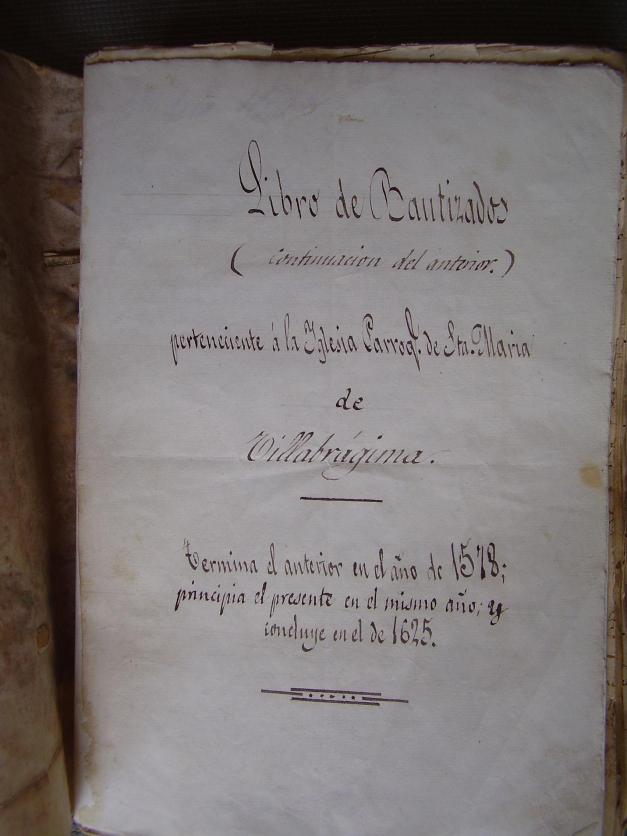 Libro de Bautizados
( continuacion del anterior. )
perteneciente á la Iglesia Parroq.l de Sta. Maria
de
Villabrágima.
Termina el anterior en el año de 1578;
principia el presente en el mismo año; y
concluye en el de 1625.